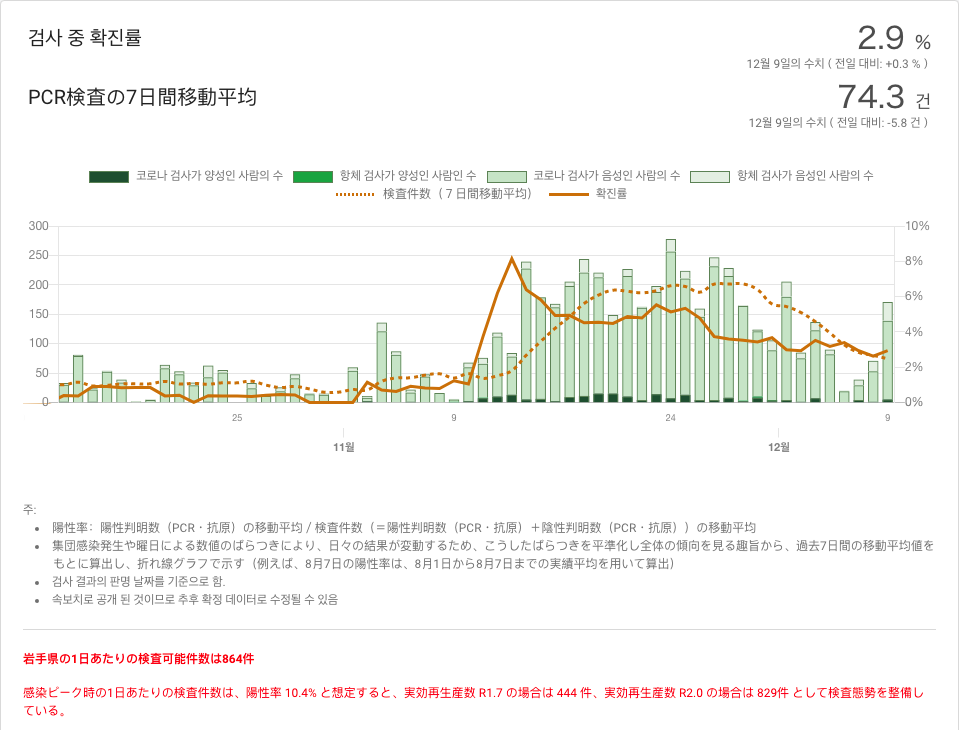 검사 중 확진률
2.9 %
12월 9일의 수치 ( 전일 대비: +0.3 % )
PCR検査の7日間移動平均
74.3 건
12월 9일의 수치 ( 전일 대비: -5.8 건 )
코로나 검사가 양성인 사람의 수 항체 검사가 양성인 사람인 수 코로나 검사가 음성인 사람의 수 항체 검사가 음성인 사람의 수
検査件数（７日間移動平均） 확진률
300 10%
250 8%
200 6%
150 4%
100 2%
50 0%
0
25 9 24 9
11월 12월
주:
陽性率：陽性判明数（PCR・抗原）の移動平均 / 検査件数（＝陽性判明数（PCR・抗原）＋陰性判明数（PCR・抗原））の移動平均
集団感染発生や曜日による数値のばらつきにより、日々の結果が変動するため、こうしたばらつきを平準化し全体の傾向を見る趣旨から、過去7日間の移動平均値を
もとに算出し、折れ線グラフで示す（例えば、8月7日の陽性率は、8月1日から8月7日までの実績平均を用いて算出）
검사 결과의 판명 날짜를 기준으로 함.
속보치로 공개 된 것이므로 추후 확정 데이터로 수정될 수 있음
岩手県の1日あたりの検査可能件数は864件
感染ピーク時の1日あたりの検査件数は、陽性率 10.4% と想定すると、実効再生産数 R1.7 の場合は 444 件、実効再生産数 R2.0 の場合は 829件 として検査態勢を整備し
ている。